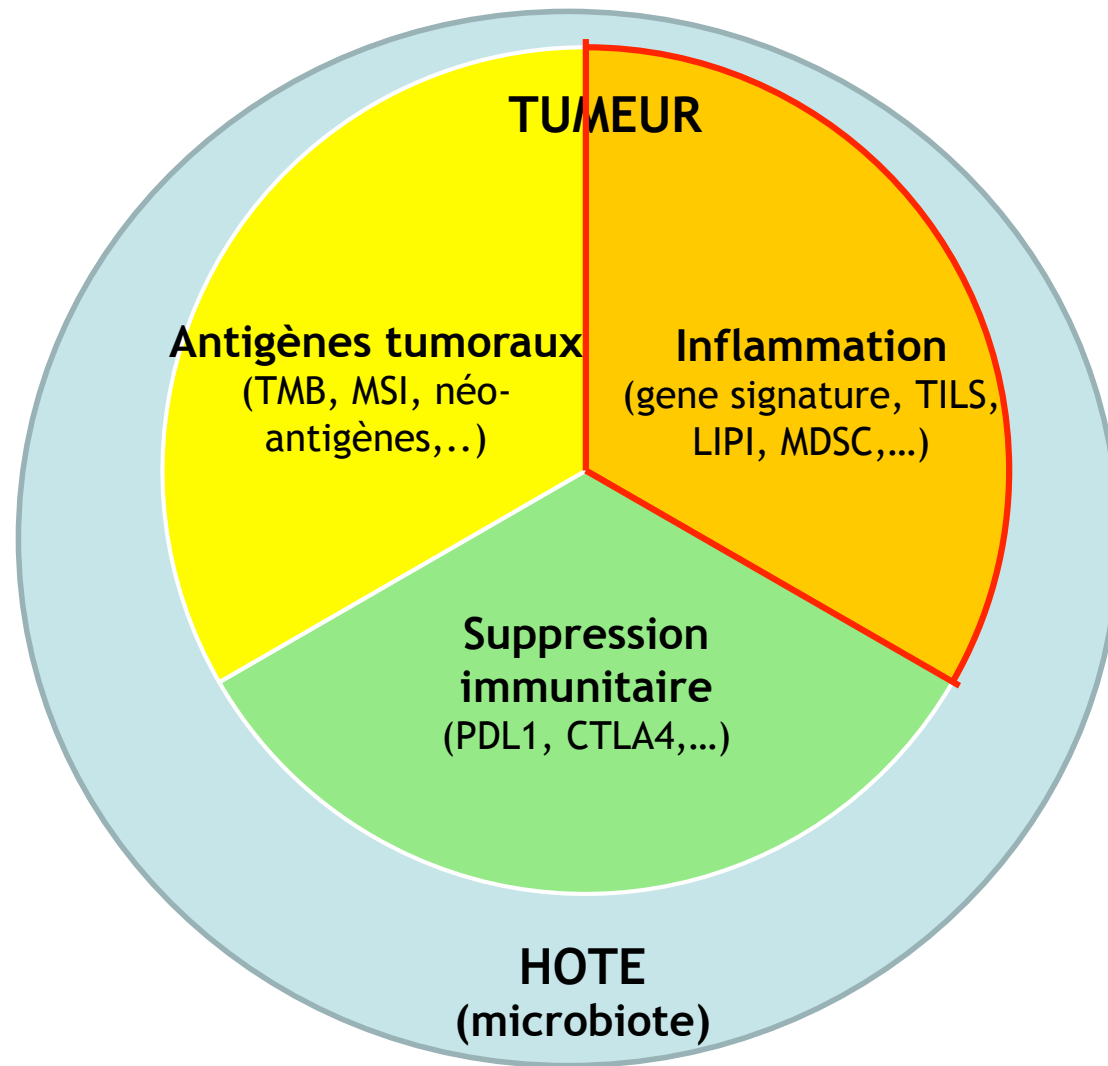 TUMEUR
Antigènes tumoraux
(TMB, MSI, néo-
antigènes,..)
Inflammation
(gene signature, TILS,
LIPI, MDSC,…)
Suppression
immunitaire
(PDL1, CTLA4,…)
HOTE
(microbiote)